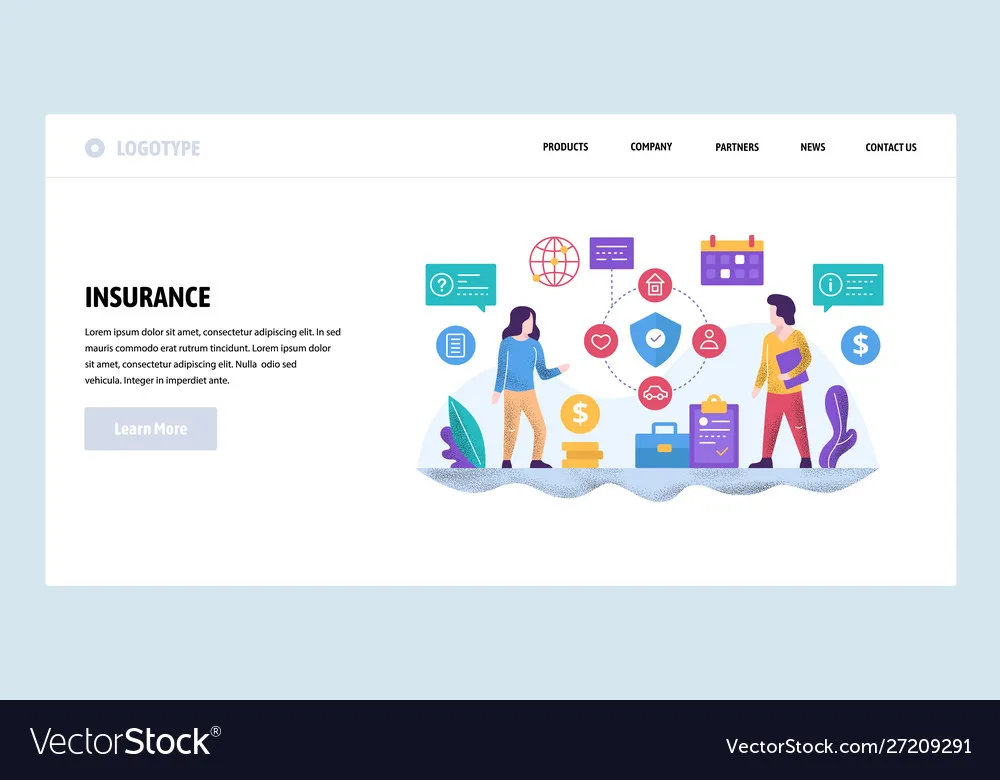 LOGOTYPE
PRODUCTS
COMPANY
PARTNERS
NEWS
CONTACT US
INSURANCE
Lorem ipsum dolor sit amet, consectetur adipiscing elit. In sed
mauris commodo erat rutrum tincidunt. Lorem ipsum dolor
sit amet, consectetur adipiscing elit. Nulla odio sed
vehicula. Integer in imperdiet ante.
Learn More
?
i
$
$
VectorStock®
VectorStock.com/27209291